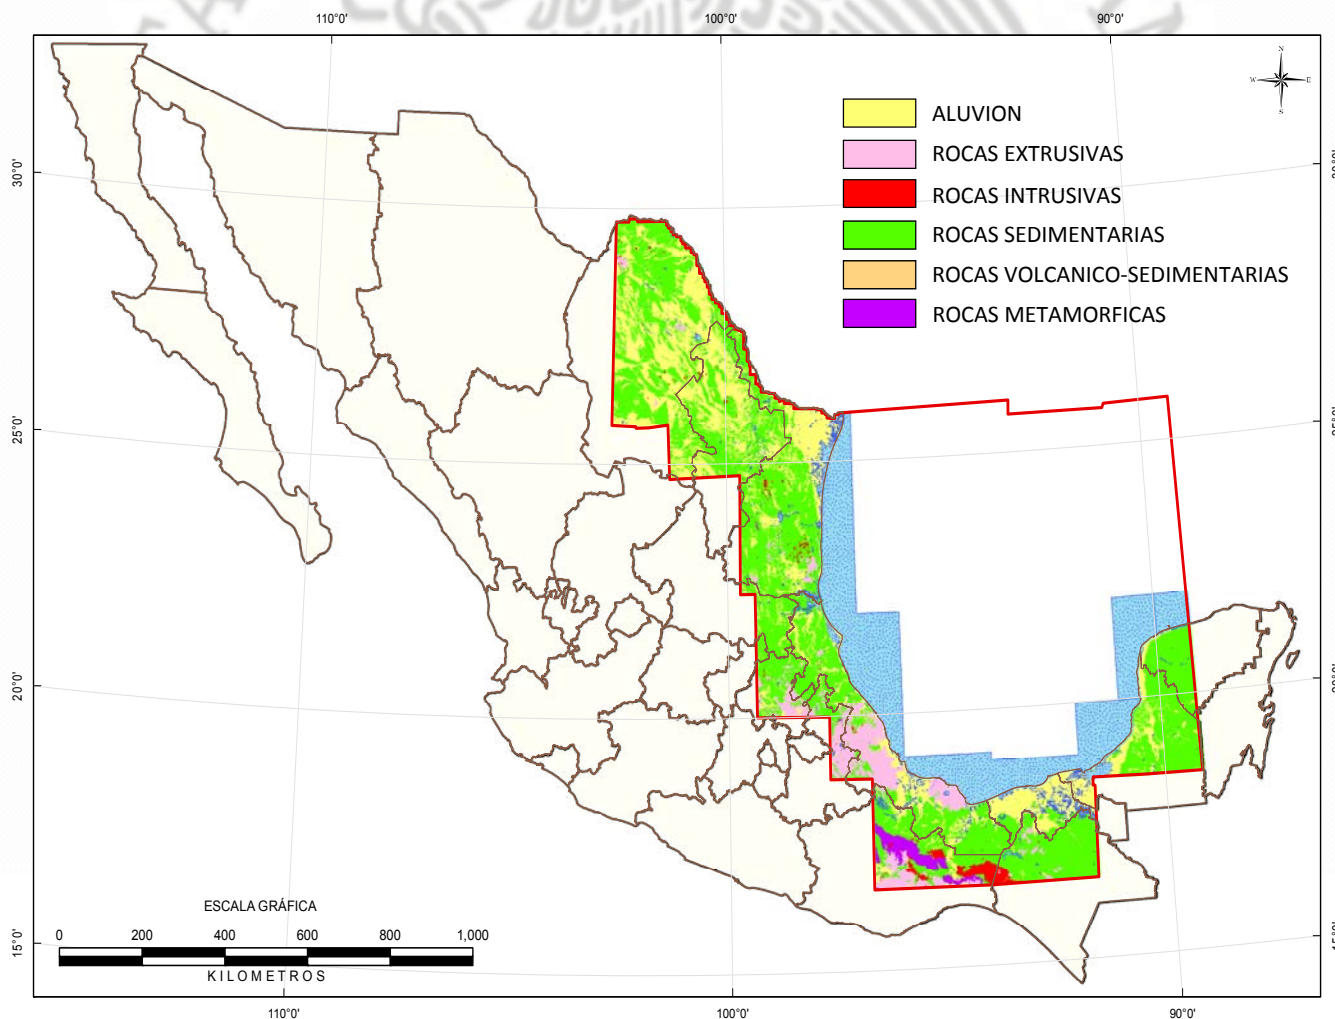 110°0'
100°0'
90°0'
N
W
E
S
ALUVION
ROCAS EXTRUSIVAS
ROCAS INTRUSIVAS
ROCAS SEDIMENTARIAS
ROCAS VOLCANICO-SEDIMENTARIAS
ROCAS METAMORFICAS
30°0'
25°0'
20°0'
15°0'
ESCALA GRÁFICA
0 200 400 600 800 1,000
KILOMETROS
110°0'
100°0'
90°0'